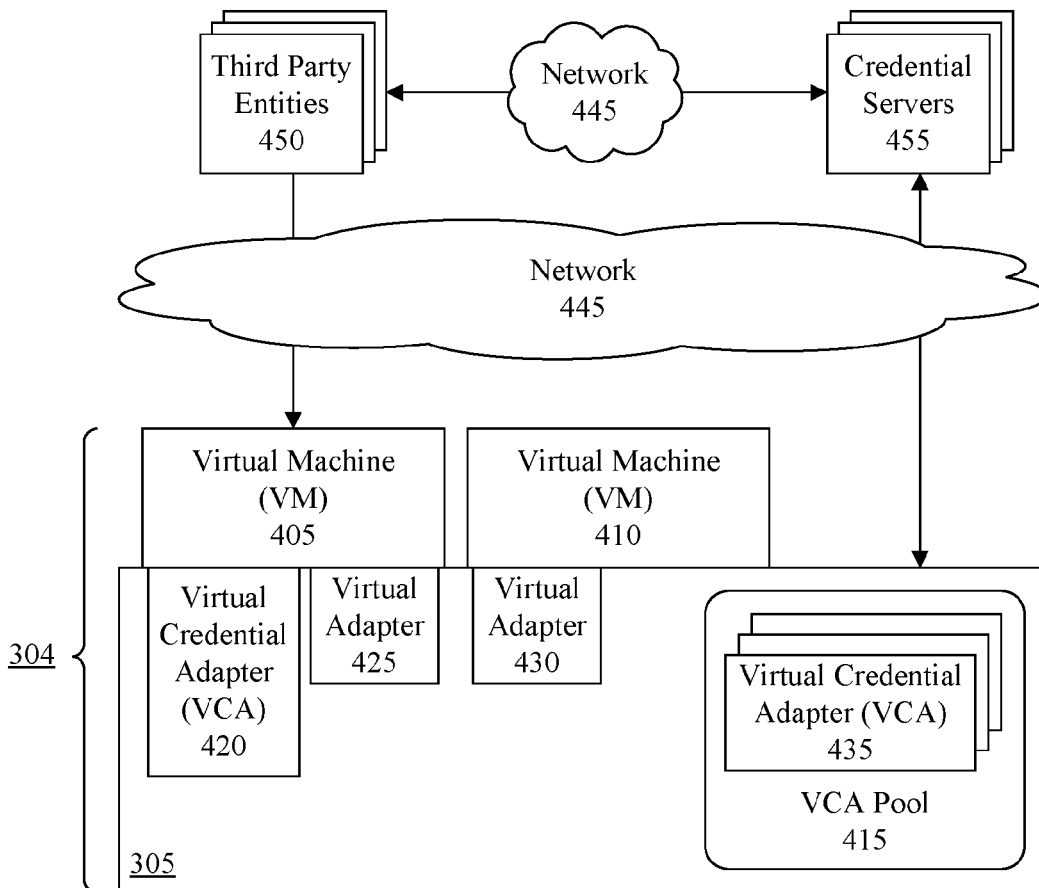 Third Party
Entities
450
Network
445
Credential
Servers
455
Network
445
Virtual Machine
(VM)
405
Virtual Machine
(VM)
410
304
Virtual
Credential
Adapter
(VCA)
420
Virtual
Adapter
425
Virtual
Adapter
430
Virtual Credential
Adapter (VCA)
435
VCA Pool
415
305